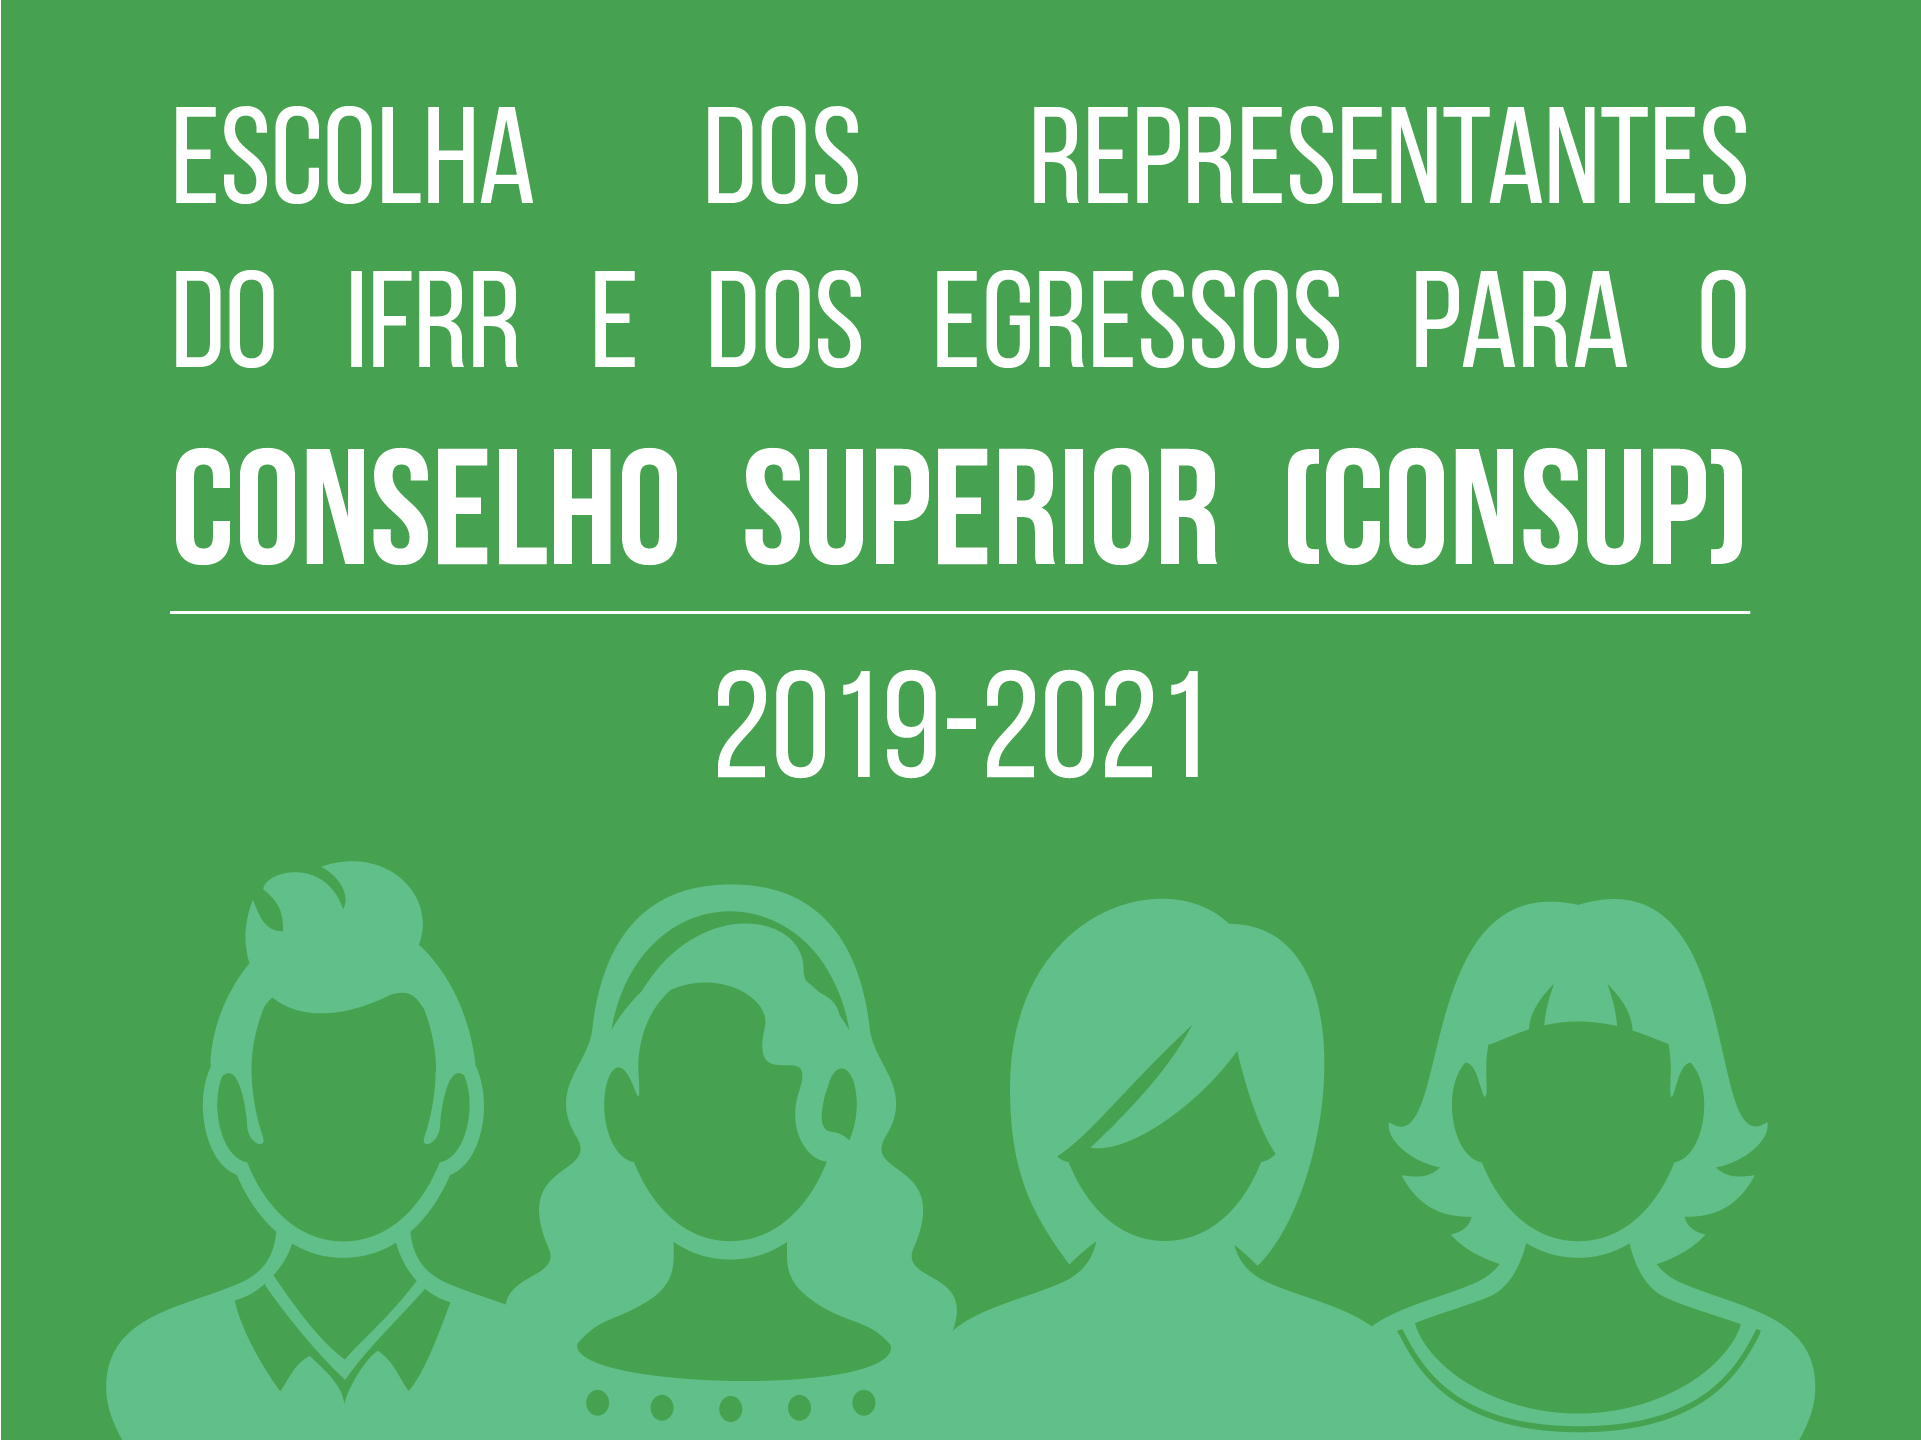 ESCOLHA DOS REPRESENTANTES
DO IFRR E DOS EGRESSOS PARA O
CONSELHO SUPERIOR (CONSUP)
2019-2021